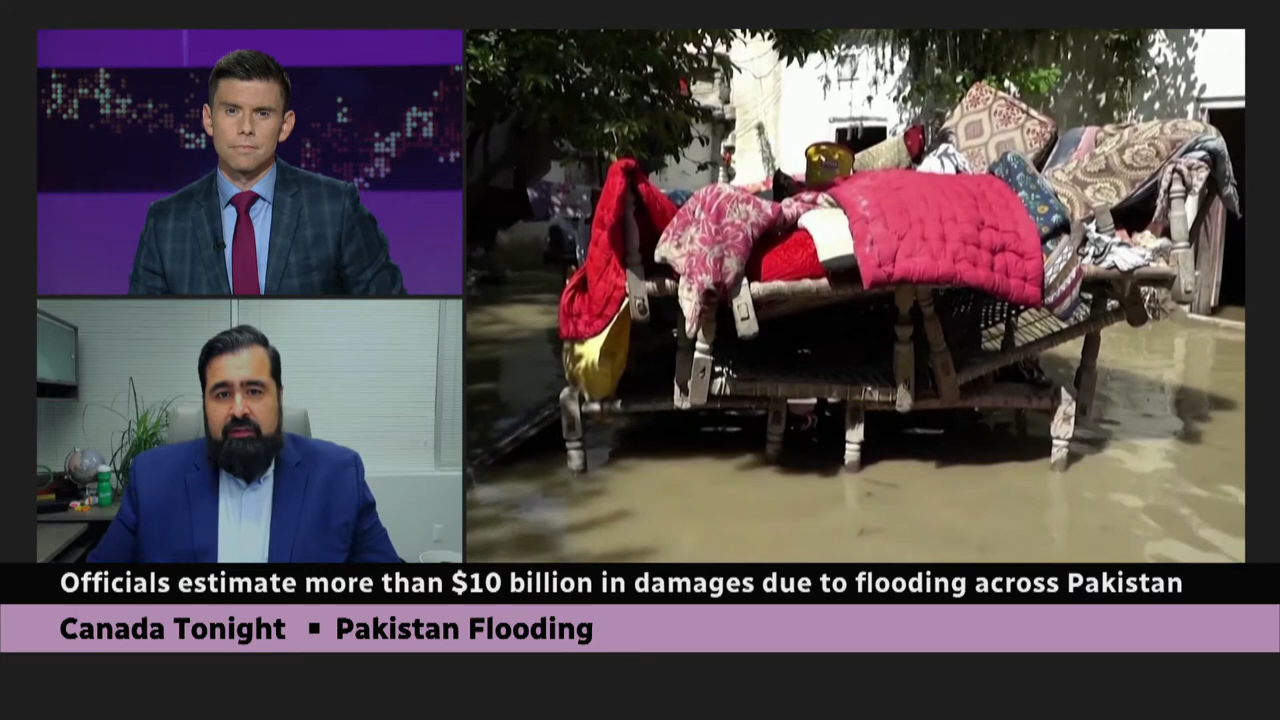 Officials estimate more than $10 billion in damages due to flooding across Pakistan
Canada Tonight ▪ Pakistan Flooding